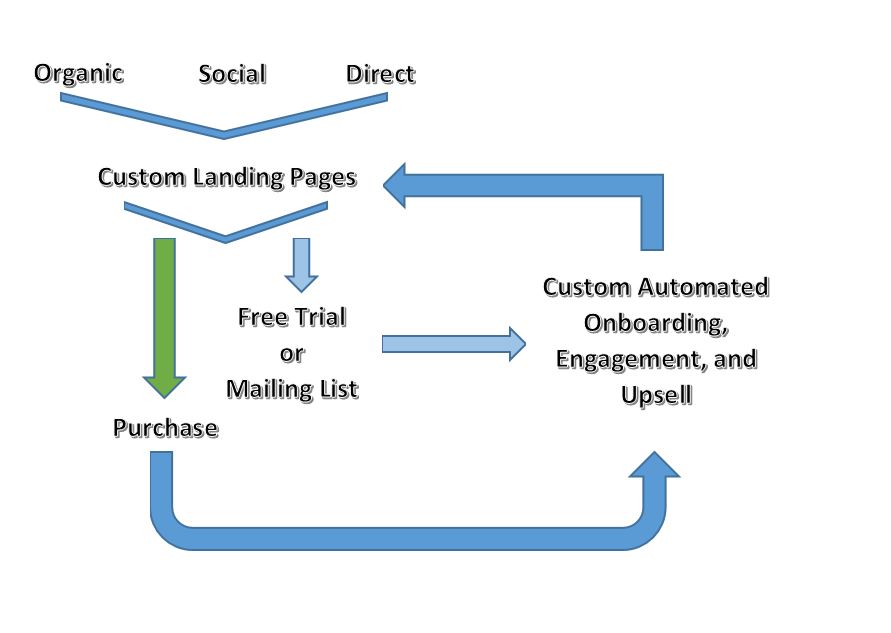 Organic Social Direct
Custom Landing Pages
Free Trial
or
Mailing List
Custom Automated
Onboarding,
Engagement, and
Upsell
Purchase